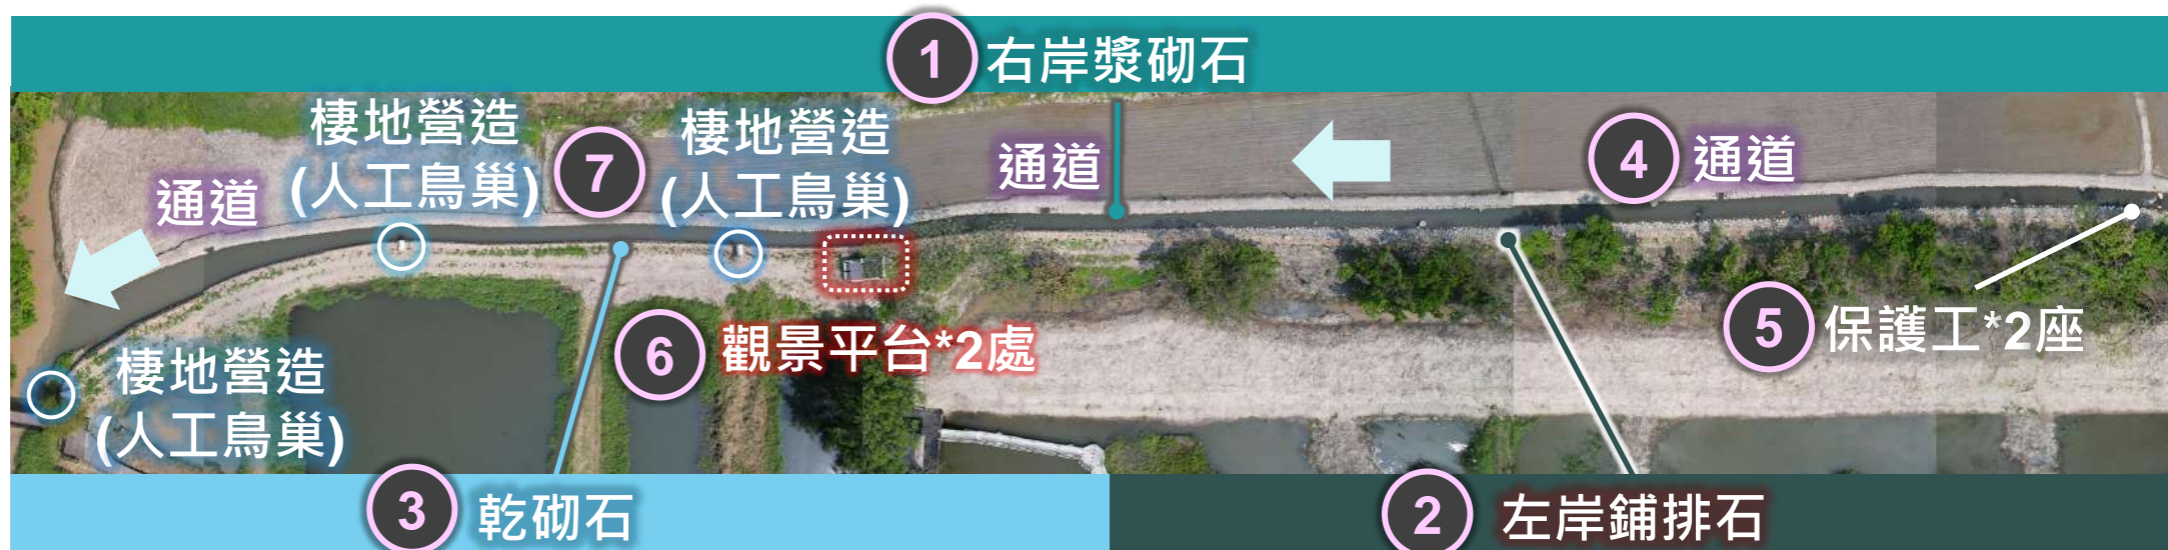 1 右岸漿砌石
棲地營造
(人工鳥巢)
7
棲地營造
(人工鳥巢)
通道
通道
4 通道
5 保護工*2座
6 觀景平台*2處
棲地營造
(人工鳥巢)
3 乾砌石
2 左岸鋪排石